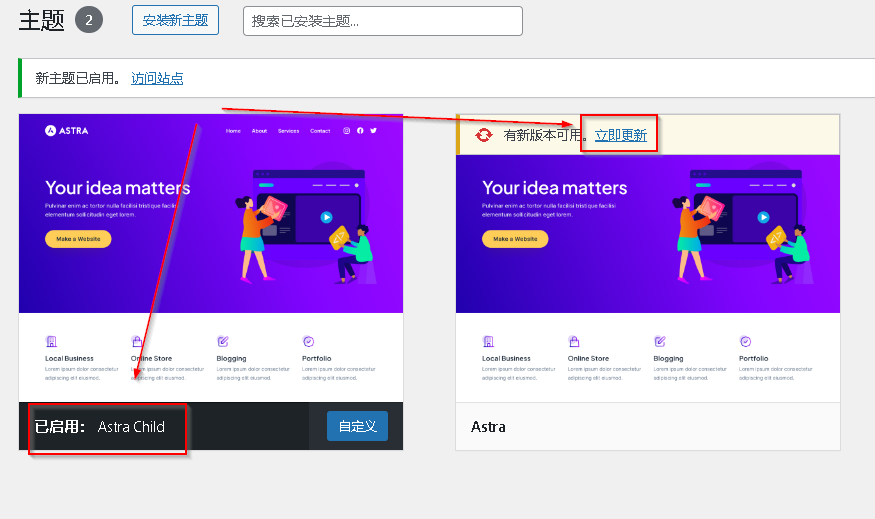 主题 2 安装新主题 搜索已安装主题...
新主题已启用。 访问站点
ASTRA Home About Services Contact
Your idea matters
Pulvinar enim ac tortor nulla facilisi tristique facilisi
elementum sollicitudin eget lorem.
Make a Website
Local Business Online Store Blogging Portfolio
Lorem ipsum dolor consectetur Lorem ipsum dolor consectetur Lorem ipsum dolor consectetur Lorem ipsum dolor consectetur
adipiscing elit eiusmod. adipiscing elit eiusmod. adipiscing elit eiusmod. adipiscing elit eiusmod.
已启用： Astra Child 自定义
有新版本可用。立即更新
Your idea matters
Pulvinar enim ac tortor nulla facilisi tristique facilisi
elementum sollicitudin eget lorem.
Make a Website
Local Business Online Store Blogging Portfolio
Lorem ipsum dolor consectetur Lorem ipsum dolor consectetur Lorem ipsum dolor consectetur Lorem ipsum dolor consectetur
adipiscing elit eiusmod. adipiscing elit eiusmod. adipiscing elit eiusmod. adipiscing elit eiusmod.
Astra